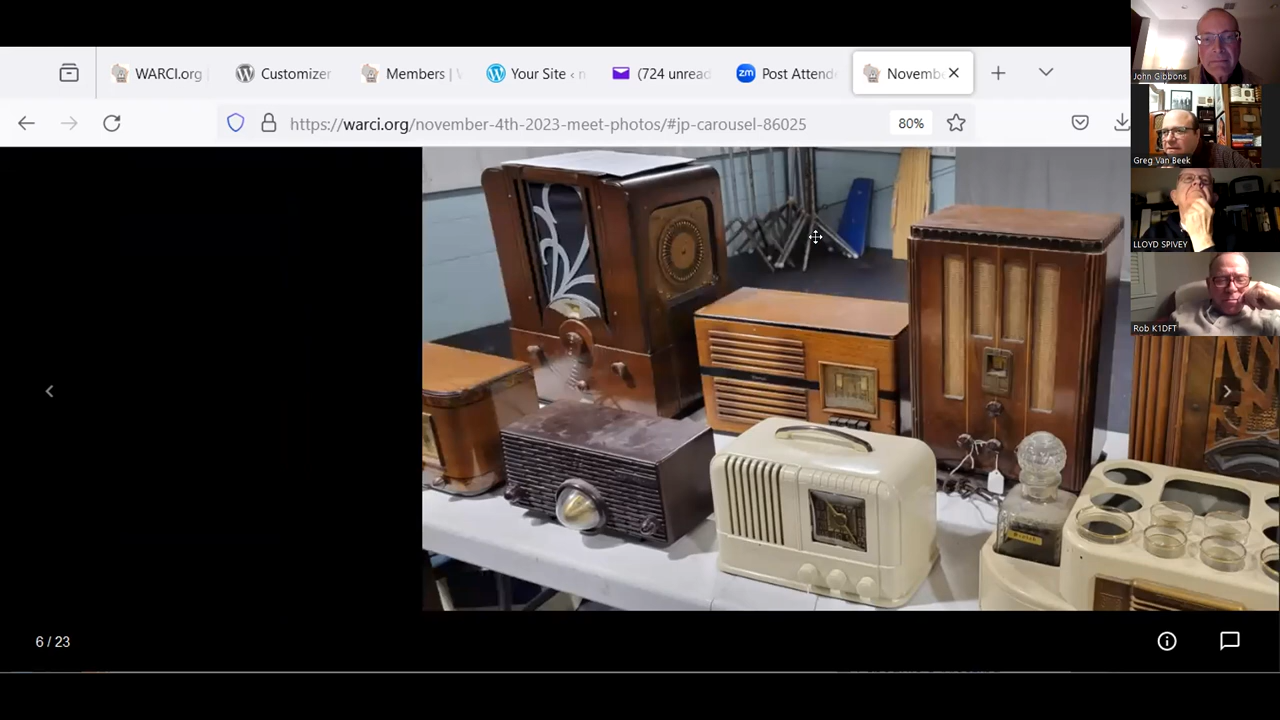 WARCI.org
Customizer
Members | W
Your Site ‹ n
(724 unread
Post Attend
Novembe
https://warci.org/november-4th-2023-meet-photos/#jp-carousel-86025
80%
John Gibbons
Greg Van Beek
LLOYD SPIVEY
Rob K1DFT
6 / 23